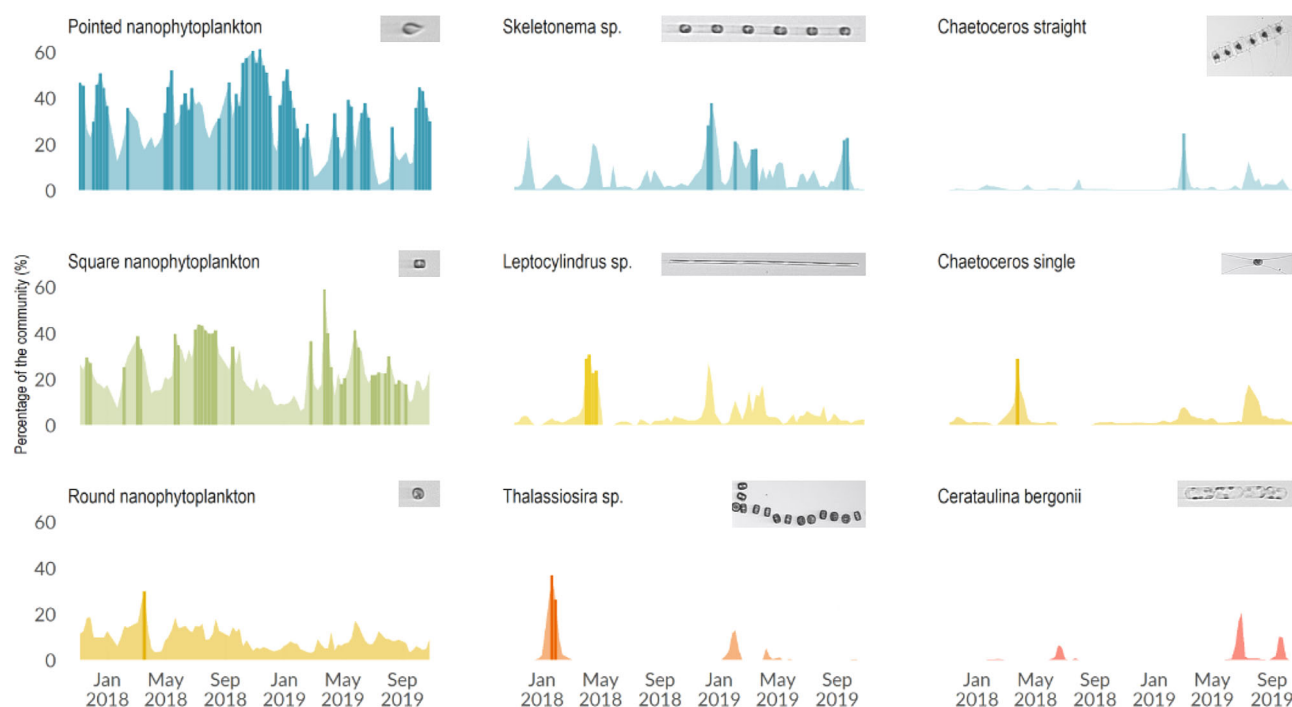 Pointed nanophytoplankton
Skeletonema sp.
Chaetoceros straight
60
40
20
0
Percentage of the community (%)
Square nanophytoplankton
Leptocylindrus sp.
Chaetoceros single
60
40
20
0
Round nanophytoplankton
Thalassiosira sp.
Cerataulina bergonii
60
40
20
0
Jan May Sep Jan May Sep
2018 2018 2018 2019 2019 2019
Jan May Sep Jan May Sep
2018 2018 2018 2019 2019 2019
Jan May Sep Jan May Sep
2018 2018 2018 2019 2019 2019